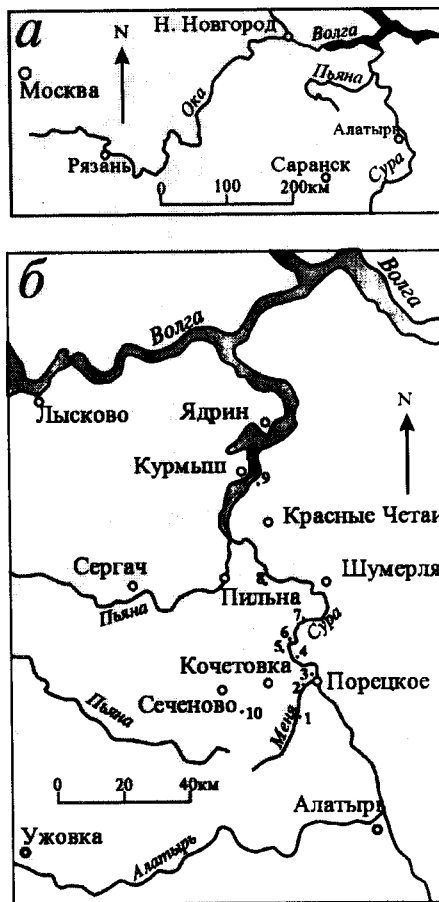 а
Н. Новгород
Волга
N
Москва
Пьяна
Ока
Алатырь
Рязань
Саранск
Сура
0 100 200км
б
Волга
Волга
N
Лысково
Ядрин
Курмышп
9
Красные Четаи
Сергач
8
Шумерля
Пильна
Пьяна
7
Сура
6
5
4
Кочетовка
3
2
Порецкое
Сеченово
10
1
Меня
Пьяна
0 20 40км
Алатырь
Ужовка
Алатырь